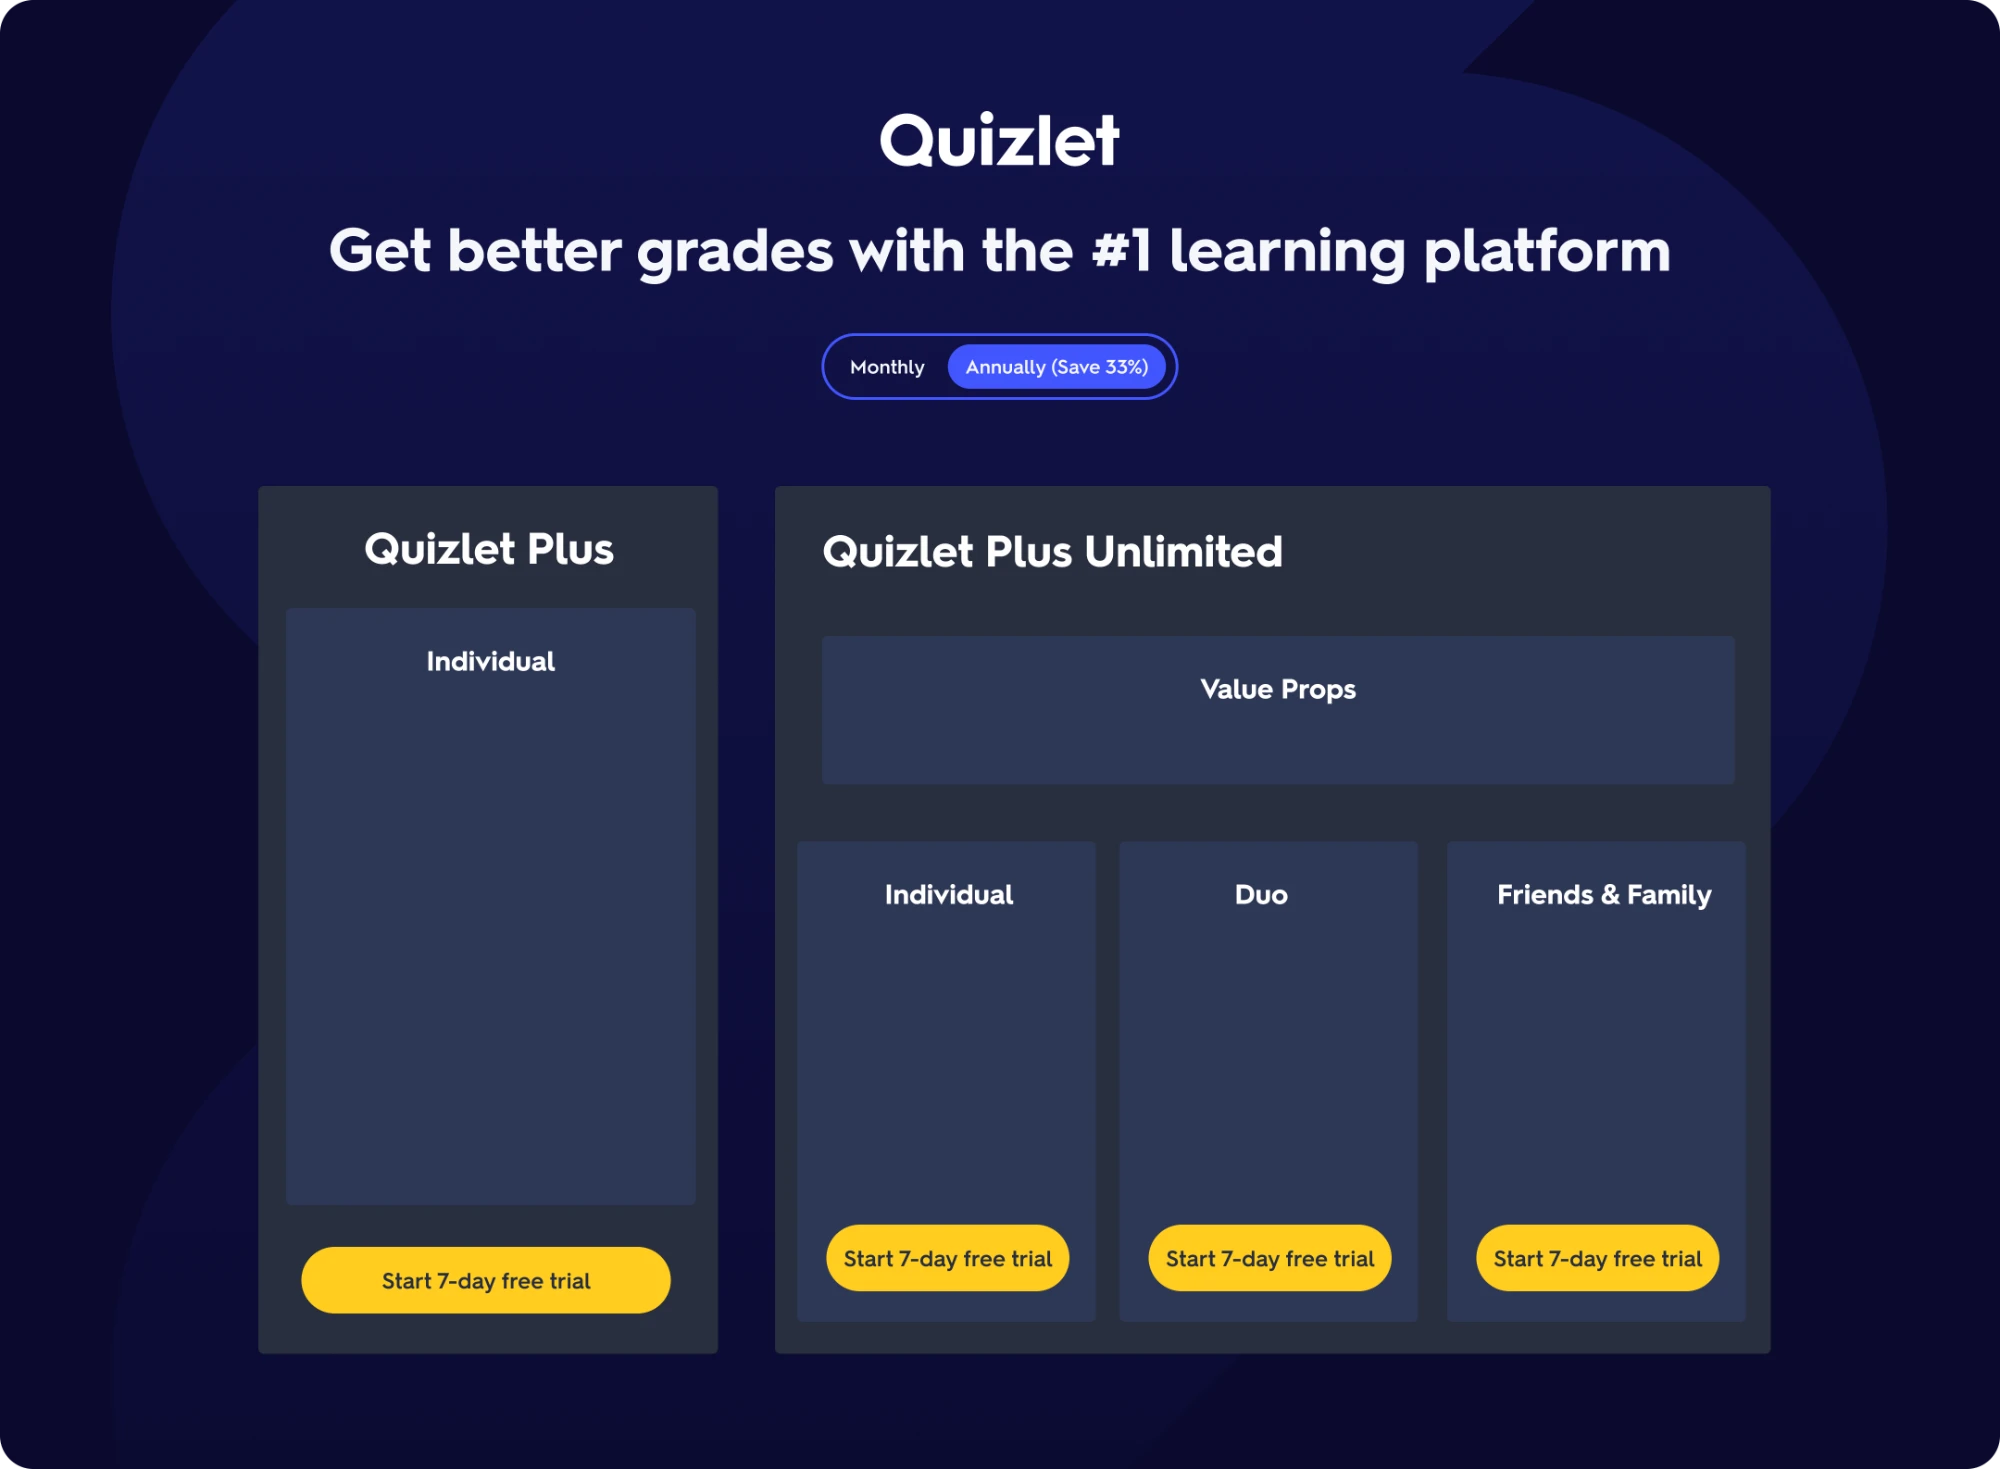 Quizlet
Get better grades with the #1 learning platform
Monthly
Annually (Save 33%)
Quizlet Plus
Individual
Start 7-day free trial
Quizlet Plus Unlimited
Value Props
Individual
Start 7-day free trial
Duo
Start 7-day free trial
Friends & Family
Start 7-day free trial